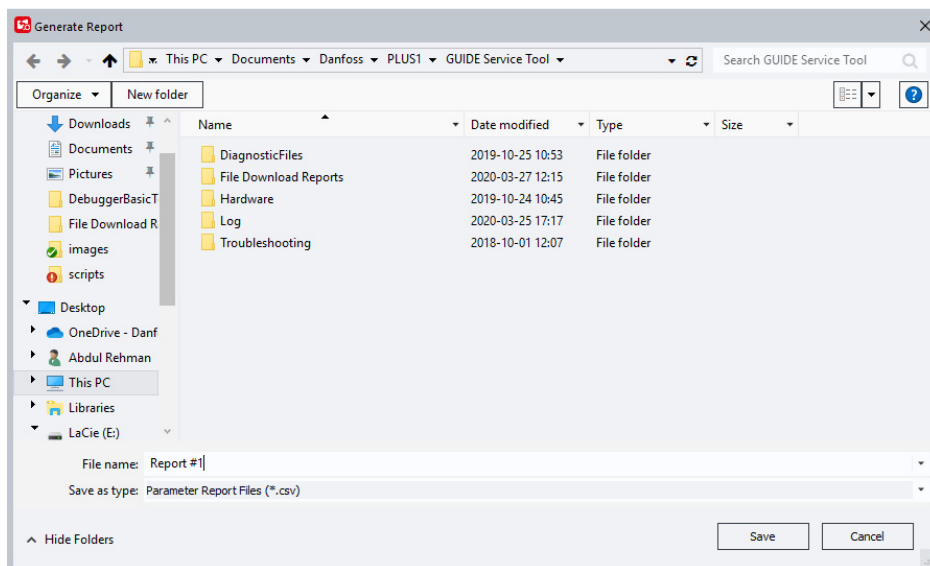 Generate Report
This PC Documents Danfoss PLUS1 GUIDE Service Tool Search GUIDE Service Tool
Organize New folder
Downloads
Documents
Pictures
DebuggerBasicT
File Download R
images
scripts
Desktop
OneDrive - Danf
Abdul Rehman
This PC
Libraries
LaCie (E:)
Name Date modified Type Size
DiagnosticFiles 2019-10-25 10:53 File folder
File Download Reports 2020-03-27 12:15 File folder
Hardware 2019-10-24 10:45 File folder
Log 2020-03-25 17:17 File folder
Troubleshooting 2018-10-01 12:07 File folder
File name: Report #1
Save as type: Parameter Report Files (*.csv)
Hide Folders Save Cancel